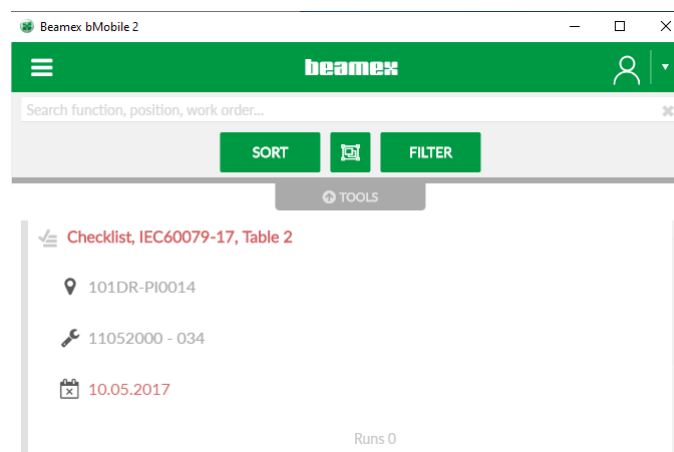 Beamex bMobile 2
beamex
Search function, position, work order...
SORT FILTER
TOOLS
Checklist, IEC60079-17, Table 2
101DR-PI0014
11052000 - 034
10.05.2017
Runs 0